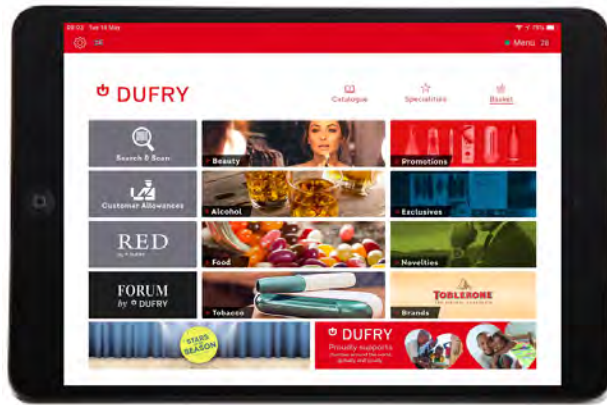 Menu
DUFRY
Catalogue
Specialities
Basket
Search & Scan
Beauty
Promotions
Customer Allowances
Alcohol
Exclusives
RED
Food
Novelties
FORUM
by DUFRY
Tobacco
TOBLERONE
Brands
STARS
SEASON
DUFRY
Proudly supports